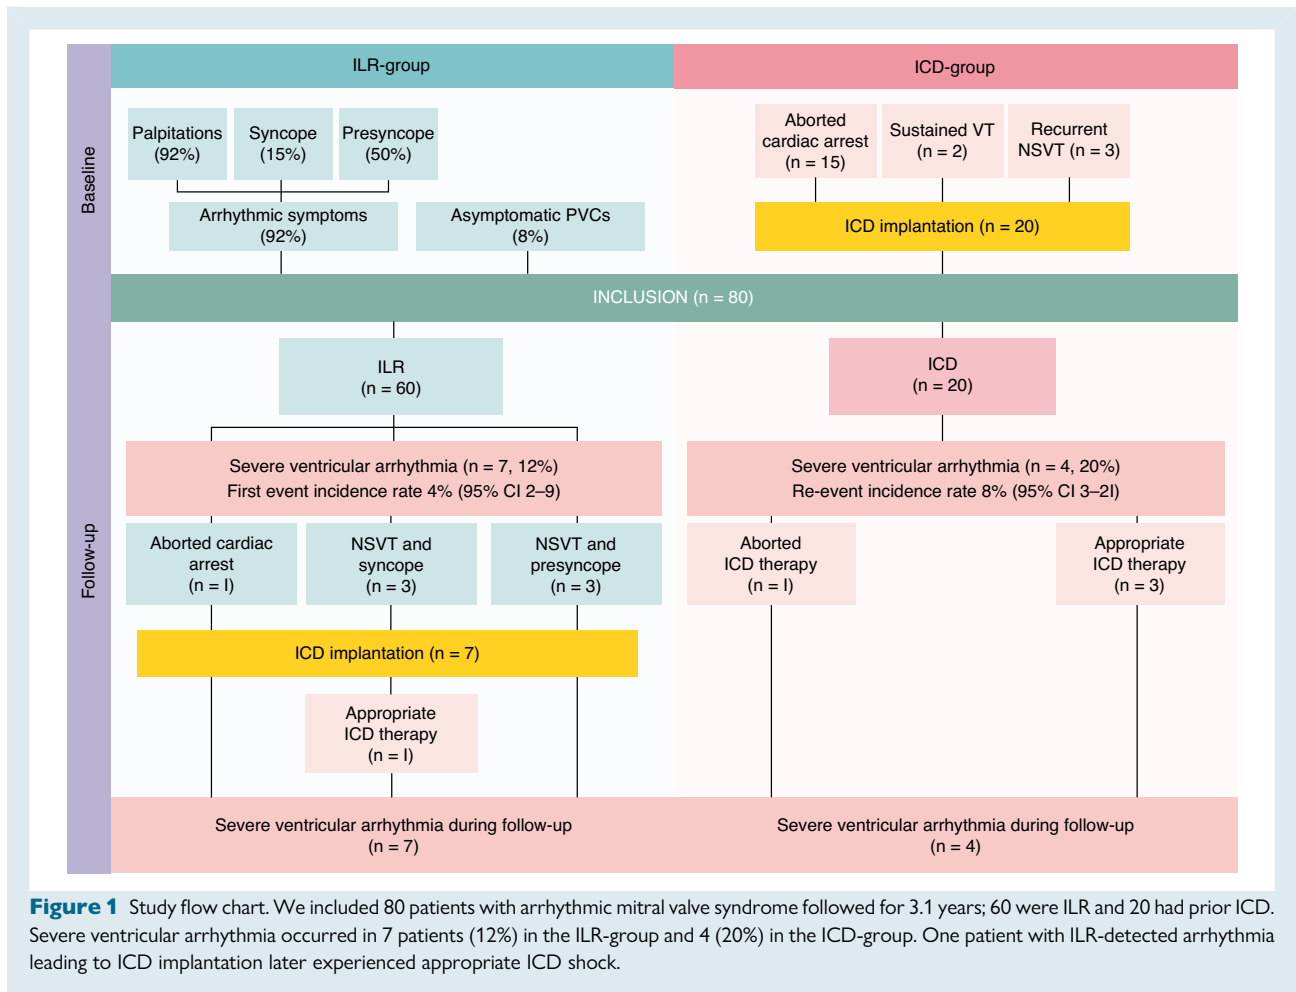 ILR-group
ICD-group
Baseline
Palpitations
(92%)
Syncope
(15%)
Presyncope
(50%)
Aborted
cardiac arrest
(n = 15)
Sustained VT
(n = 2)
Recurrent
NSVT (n = 3)
Arrhythmic symptoms
(92%)
Asymptomatic PVCs
(8%)
ICD implantation (n = 20)
INCLUSION (n = 80)
Follow-up
ILR
(n = 60)
ICD
(n = 20)
Severe ventricular arrhythmia (n = 7, 12%)
First event incidence rate 4% (95% CI 2–9)
Severe ventricular arrhythmia (n = 4, 20%)
Re-event incidence rate 8% (95% CI 3–2I)
Aborted cardiac
arrest
(n = I)
NSVT and
syncope
(n = 3)
NSVT and
presyncope
(n = 3)
Aborted
ICD therapy
(n = I)
Appropriate
ICD therapy
(n = 3)
ICD implantation (n = 7)
Appropriate
ICD therapy
(n = I)
Severe ventricular arrhythmia during follow-up
(n = 7)
Severe ventricular arrhythmia during follow-up
(n = 4)
Figure 1 Study flow chart. We included 80 patients with arrhythmic mitral valve syndrome followed for 3.1 years; 60 were ILR and 20 had prior ICD.
Severe ventricular arrhythmia occurred in 7 patients (12%) in the ILR-group and 4 (20%) in the ICD-group. One patient with ILR-detected arrhythmia
leading to ICD implantation later experienced appropriate ICD shock.